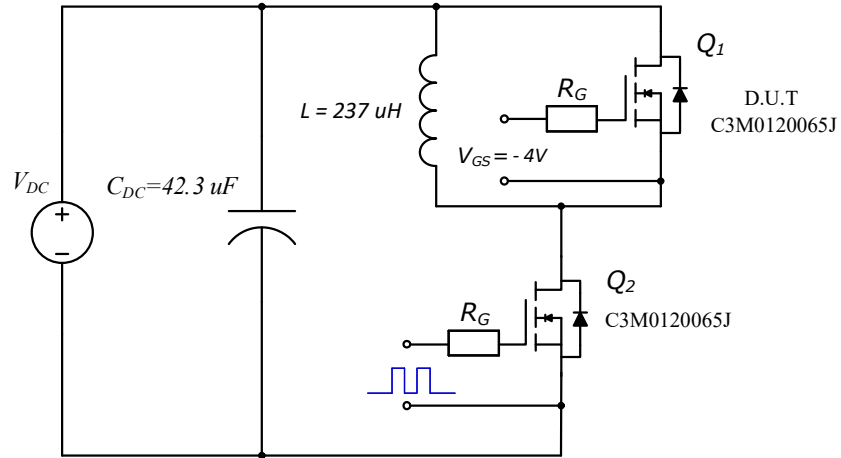 Q1
RG
D.U.T
C3M0120065J
L = 237 uH
VGS = - 4V
VDC
CDC=42.3 uF
+
−
Q2
RG
C3M0120065J